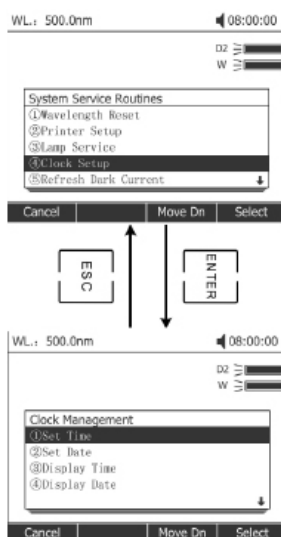 WL.: 500.0nm 08:00:00
D2
W
System Service Routines
①Wavelength Reset
②Printer Setup
③Lamp Service
④Clock Setup
⑤Refresh Dark Current
Cancel Move Dn Select
ESC ENTER
WL.: 500.0nm 08:00:00
D2
W
Clock Management
①Set Time
②Set Date
③Display Time
④Display Date
Cancel Move Dn Select